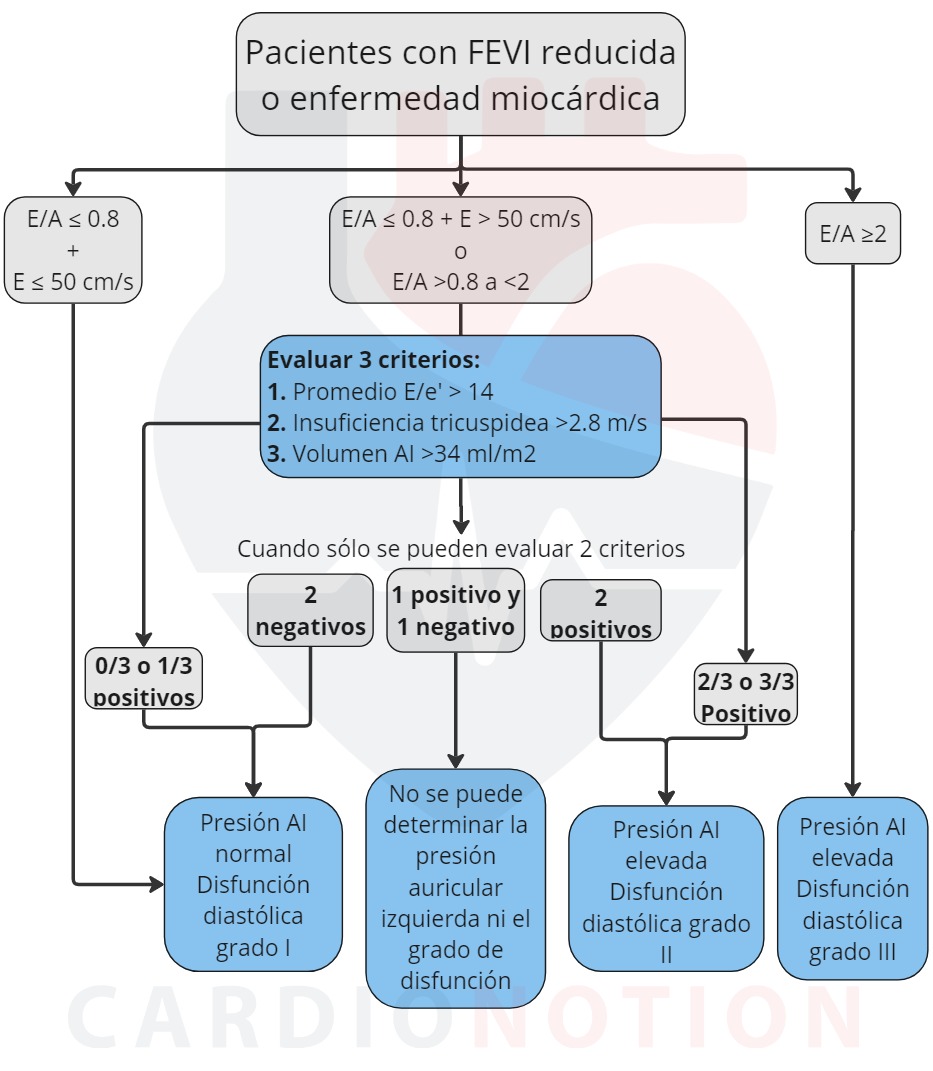 Pacientes con FEVI reducida
o enfermedad miocárdica
E/A ≤ 0.8
+
E ≤ 50 cm/s
E/A ≤ 0.8 + E > 50 cm/s
o
E/A >0.8 a <2
E/A ≥2
Evaluar 3 criterios:
1. Promedio E/e' > 14
2. Insuficiencia tricuspidea >2.8 m/s
3. Volumen AI >34 ml/m2
Cuando sólo se pueden evaluar 2 criterios
2
negativos
1 positivo y
1 negativo
2
positivos
0/3 o 1/3
positivos
2/3 o 3/3
Positivo
Presión AI
normal
Disfunción
diastólica
grado I
No se puede
determinar la
presión
auricular
izquierda ni el
grado de
disfunción
Presión AI
elevada
Disfunción
diastólica grado
II
Presión AI
elevada
Disfunción
diastólica
grado III
CARDIONOTION